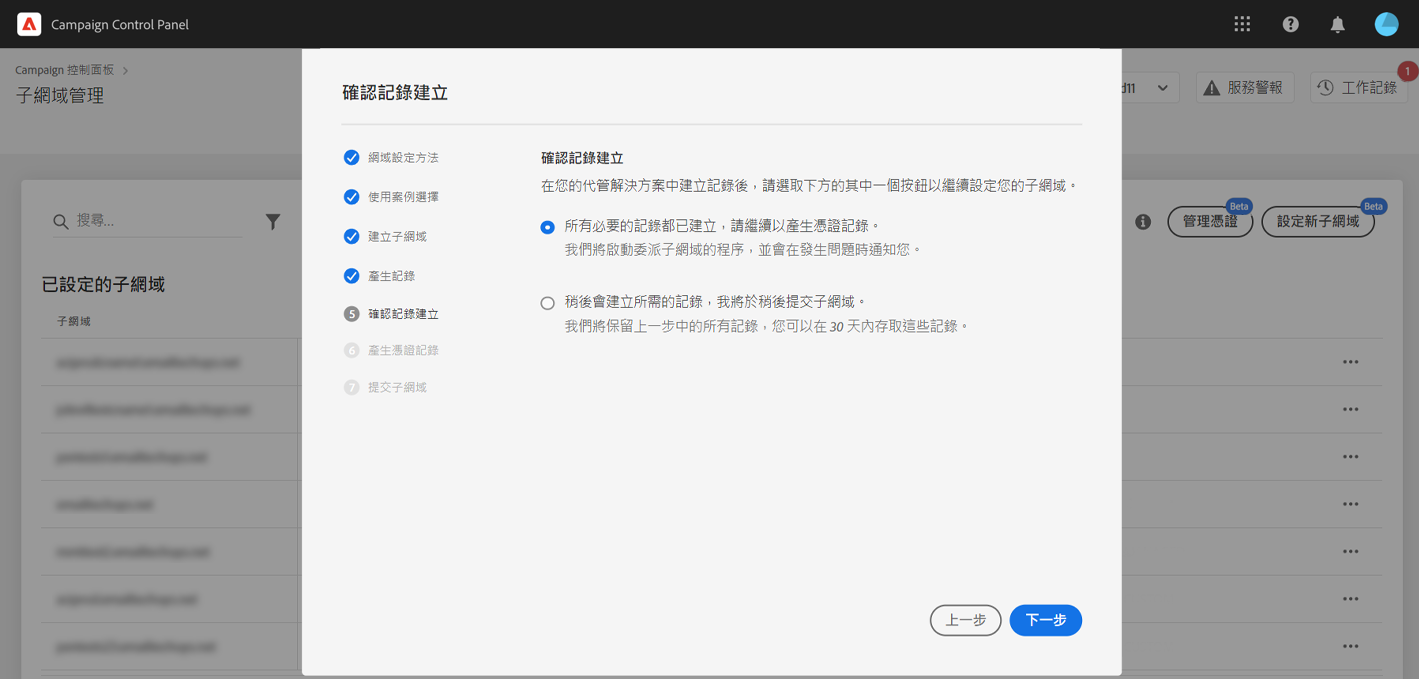 Campaign Control Panel
Campaign 控制面板
子網域管理
服務警報
工作記錄
1
搜尋...
管理憑證
Beta
設定新子網域
Beta
已設定的子網域
子網域
確認記錄建立
網域設定方法
使用案例選擇
建立子網域
產生記錄
5 確認記錄建立
6 產生憑證記錄
7 提交子網域
確認記錄建立
在您的代管解決方案中建立記錄後，請選取下方的其中一個按鈕以繼續設定您的子網域。
所有必要的記錄都已建立，請繼續以產生憑證記錄。
我們將啟動委派子網域的程序，並會在發生問題時通知您。
稍後會建立所需的記錄，我將於稍後提交子網域。
我們將保留上一步中的所有記錄，您可以在 30 天內存取這些記錄。
上一步
下一步